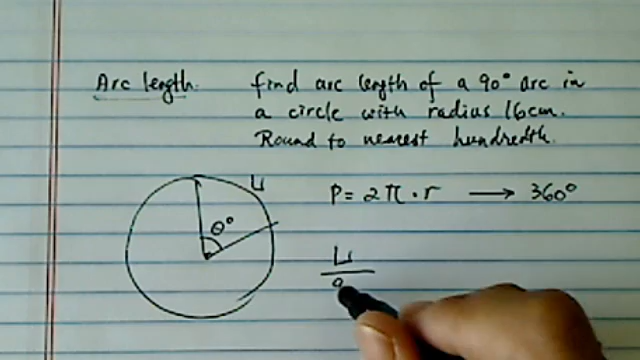 Arc length.
find arc length of a 90° arc in
a circle with radius 16cm.
Round to nearest hundredth.
θ°
P = 2π · r → 360°